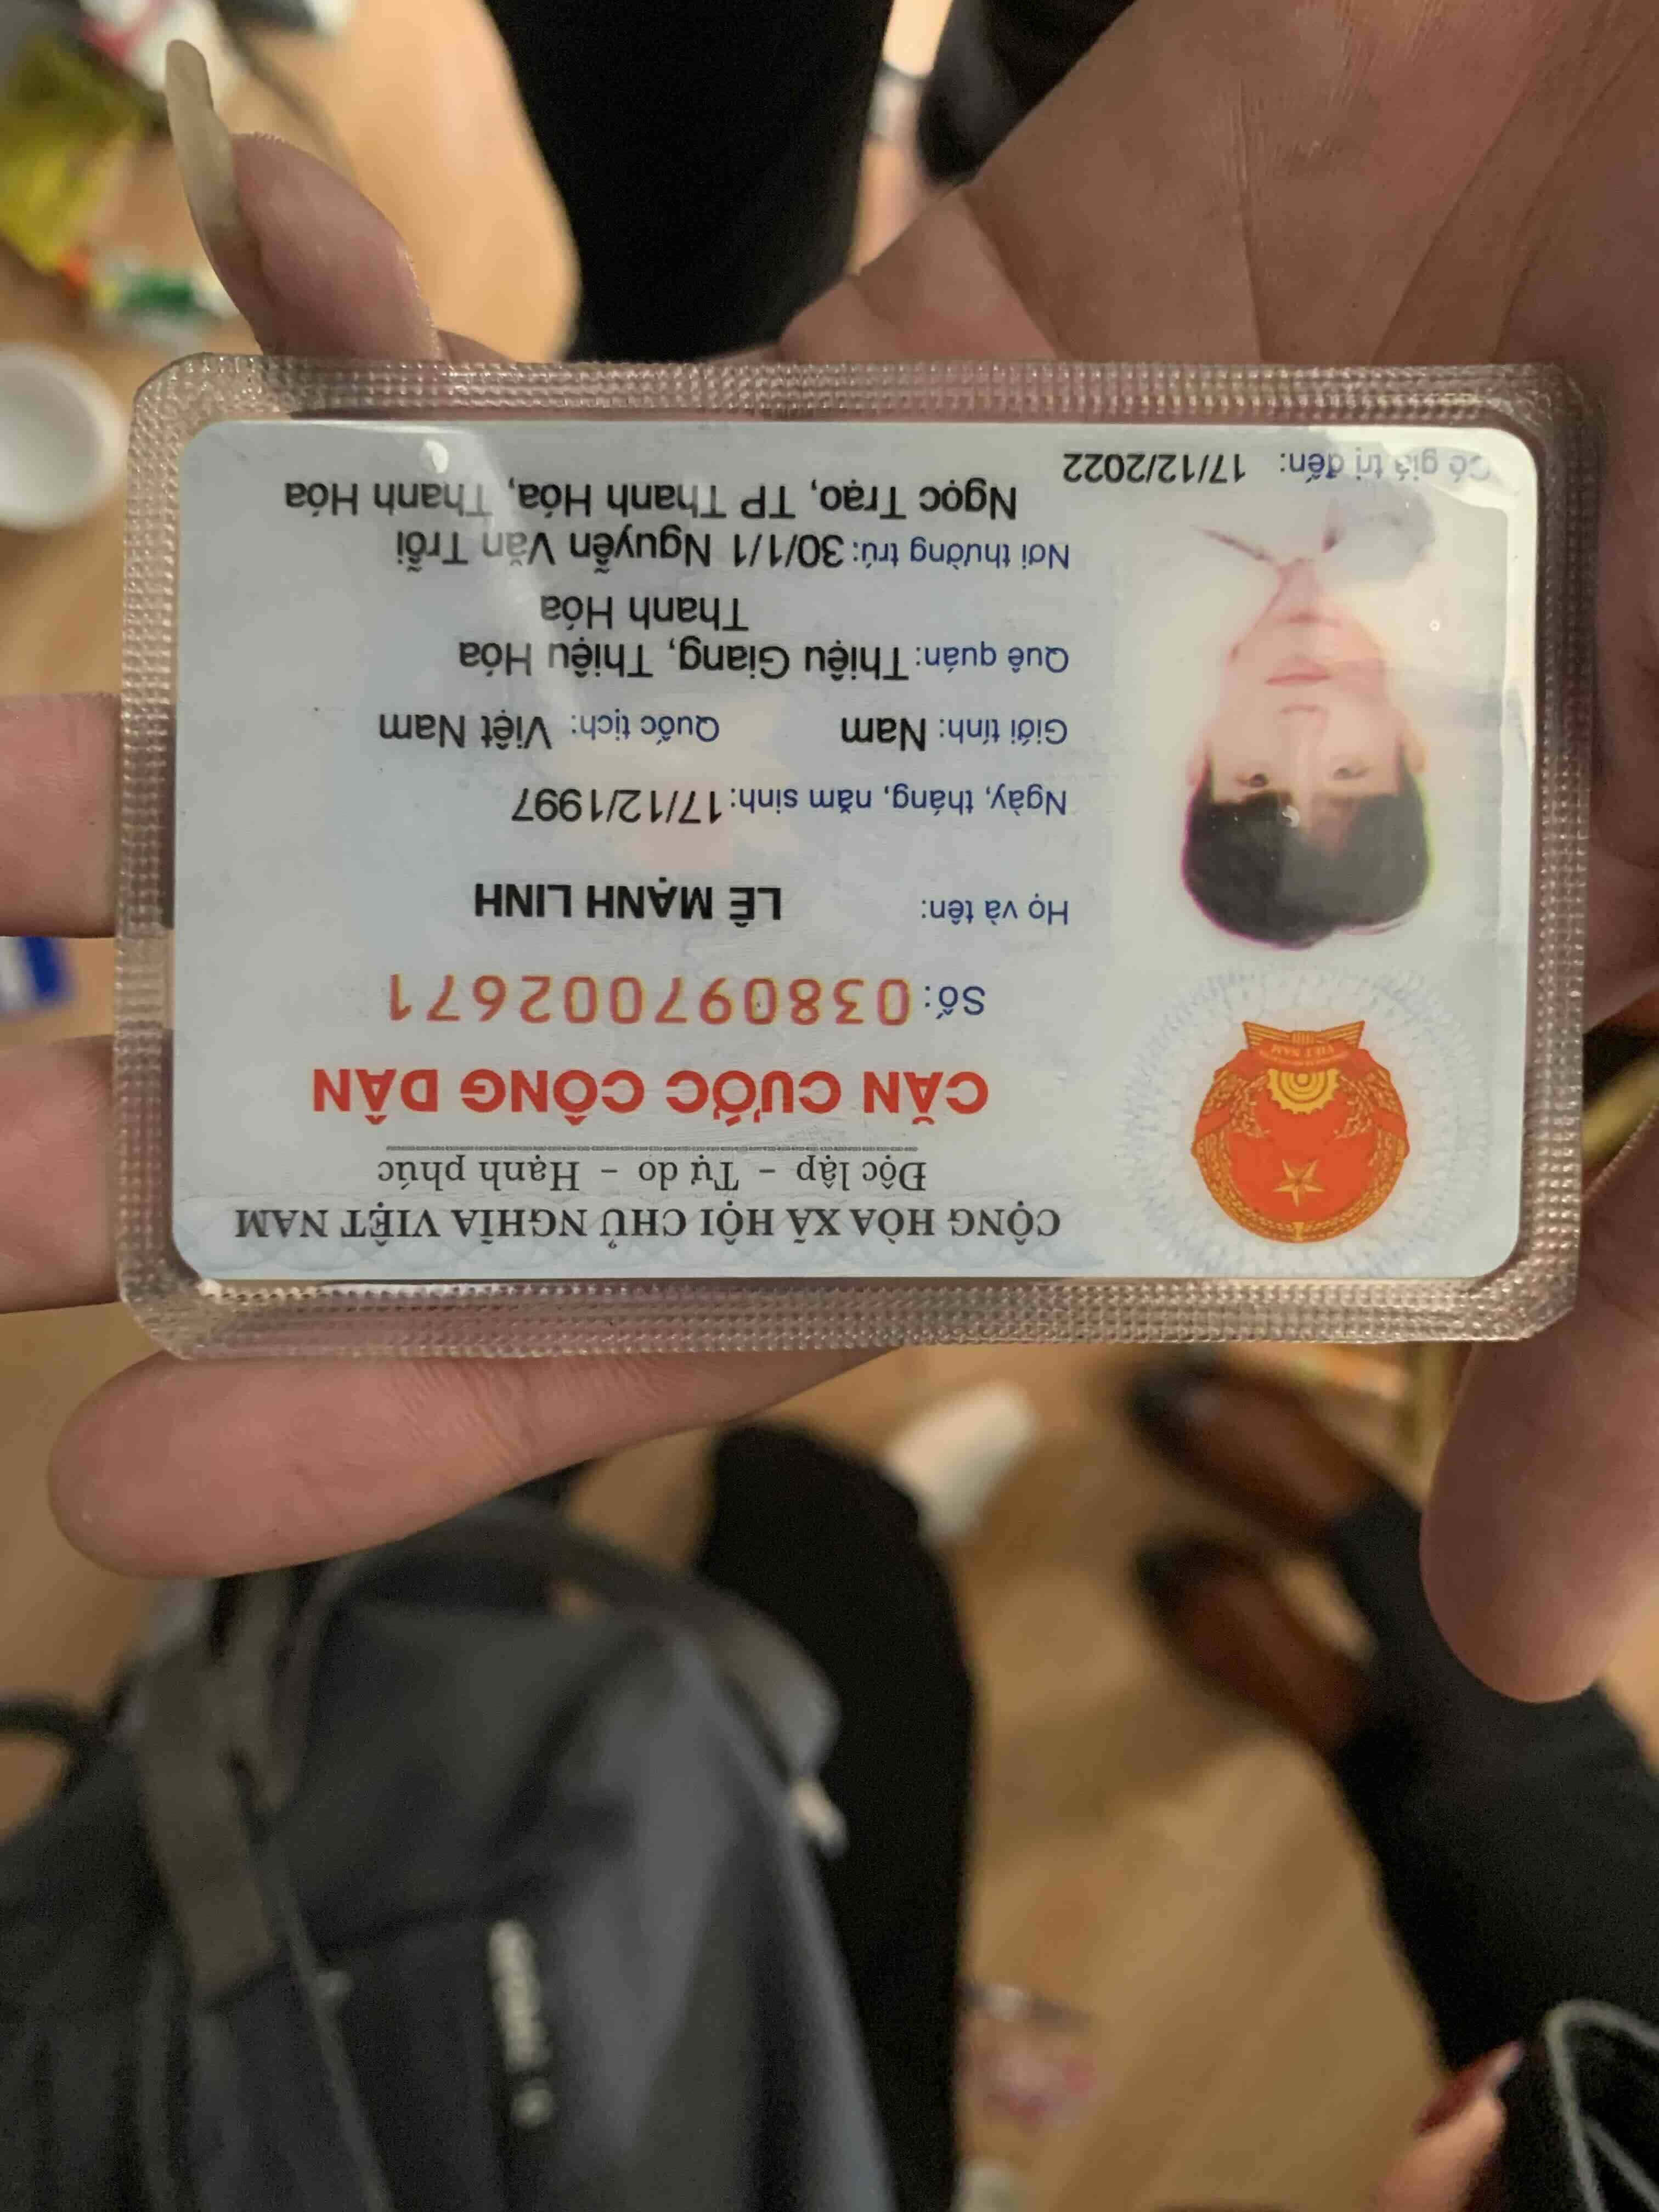 CỘNG HÒA XÃ HỘI CHỦ NGHĨA VIỆT NAM
Độc lập - Tự do - Hạnh phúc
CĂN CƯỚC CÔNG DÂN
Số: 038097002671
Họ và tên: LÊ MẠNH LINH
Ngày, tháng, năm sinh: 17/12/1997
Giới tính: Nam Quốc tịch: Việt Nam
Quê quán: Thiệu Giang, Thiệu Hóa
Thanh Hóa
Nơi thường trú: 30/1/1 Nguyễn Văn Trỗi
Ngọc Trạo, TP Thanh Hóa, Thanh Hóa
Có giá trị đến: 17/12/2022